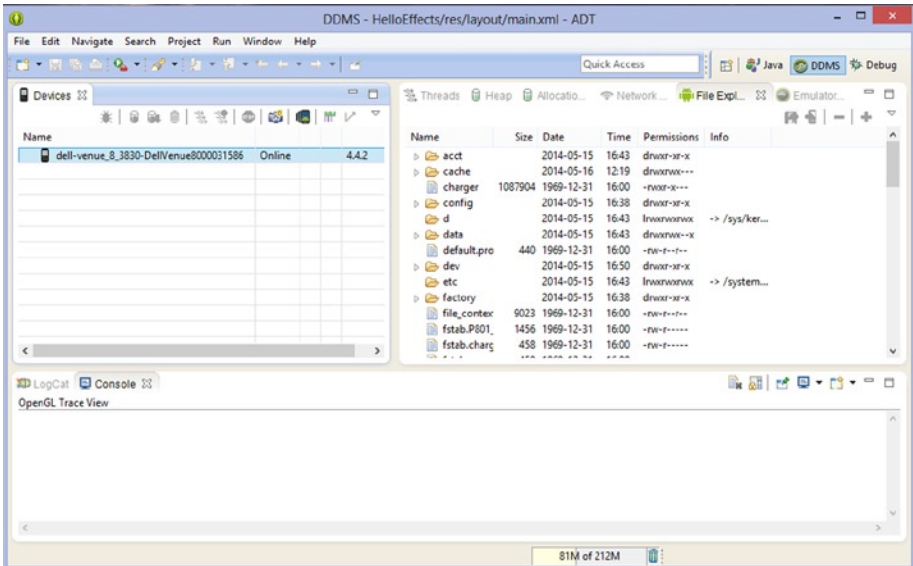 DDMS - HelloEffects/res/layout/main.xml - ADT
File Edit Navigate Search Project Run Window Help
Quick Access
Java DDMS Debug
Devices
Name
dell-venue_8_3830-DellVenue8000031586 Online 4.4.2
Threads Heap Allocatio... Network... File Expl... Emulator...
Name Size Date Time Permissions Info
acct 2014-05-15 16:43 drwxr-xr-x
cache 2014-05-16 12:19 drwxrwx---
charger 1087904 1969-12-31 16:00 -rwxr-x---
config 2014-05-15 16:38 drwxr-xr-x
d 2014-05-15 16:43 lrwxrwxrwx -> /sys/ker...
data 2014-05-15 16:43 drwxrwx--x
default.pro 440 1969-12-31 16:00 -rw-r--r--
dev 2014-05-15 16:50 drwxr-xr-x
etc 2014-05-15 16:43 lrwxrwxrwx -> /system...
factory 2014-05-15 16:38 drwxr-xr-x
file_contex 9023 1969-12-31 16:00 -rw-r--r--
fstab.P801_ 1456 1969-12-31 16:00 -rw-r-----
fstab.charg 458 1969-12-31 16:00 -rw-r-----
LogCat Console
OpenGL Trace View
81M of 212M